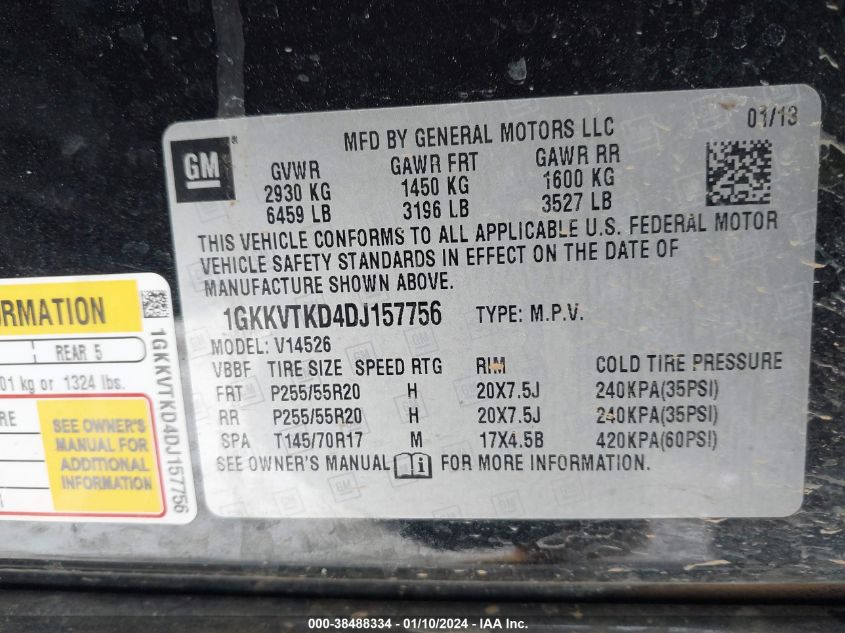 MFD BY GENERAL MOTORS LLC
01/13
GM
GVWR GAWR FRT GAWR RR
2930 KG 1450 KG 1600 KG
6459 LB 3196 LB 3527 LB
THIS VEHICLE CONFORMS TO ALL APPLICABLE U.S. FEDERAL MOTOR
VEHICLE SAFETY STANDARDS IN EFFECT ON THE DATE OF
MANUFACTURE SHOWN ABOVE.
1GKKVTKD4DJ157756 TYPE: M.P.V.
MODEL: V14526
VBBF TIRE SIZE SPEED RTG RIM COLD TIRE PRESSURE
FRT P255/55R20 H 20X7.5J 240KPA(35PSI)
RR P255/55R20 H 20X7.5J 240KPA(35PSI)
SPA T145/70R17 M 17X4.5B 420KPA(60PSI)
SEE OWNER'S MANUAL FOR MORE INFORMATION.
REAR 5
kg or 1324 lbs.
SEE OWNER'S
MANUAL FOR
ADDITIONAL
INFORMATION
1GKKVTKD4DJ157756
000-38488334 - 01/10/2024 - IAA Inc.